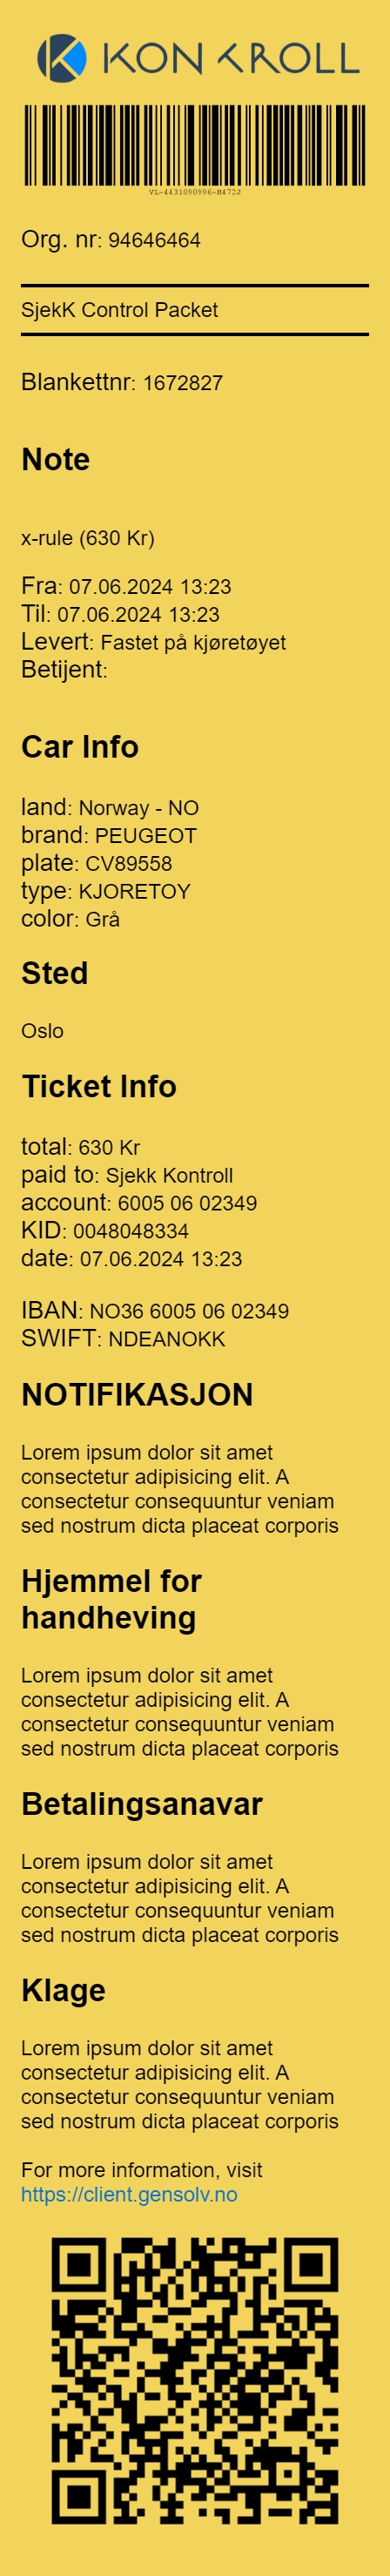 KONTROLL
VL-4431090996-M472J
Org. nr: 94646464
SjekK Control Packet
Blankettnr: 1672827
Note
x-rule (630 Kr)
Fra: 07.06.2024 13:23
Til: 07.06.2024 13:23
Levert: Fastet på kjøretøyet
Betijent:
Car Info
land: Norway - NO
brand: PEUGEOT
plate: CV89558
type: KJORETOY
color: Grå
Sted
Oslo
Ticket Info
total: 630 Kr
paid to: Sjekk Kontroll
account: 6005 06 02349
KID: 0048048334
date: 07.06.2024 13:23
IBAN: NO36 6005 06 02349
SWIFT: NDEANOKK
NOTIFIKASJON
Lorem ipsum dolor sit amet
consectetur adipisicing elit. A
consectetur consequuntur veniam
sed nostrum dicta placeat corporis
Hjemmel for
handheving
Lorem ipsum dolor sit amet
consectetur adipisicing elit. A
consectetur consequuntur veniam
sed nostrum dicta placeat corporis
Betalingsanavar
Lorem ipsum dolor sit amet
consectetur adipisicing elit. A
consectetur consequuntur veniam
sed nostrum dicta placeat corporis
Klage
Lorem ipsum dolor sit amet
consectetur adipisicing elit. A
consectetur consequuntur veniam
sed nostrum dicta placeat corporis
For more information, visit
https://client.gensolv.no